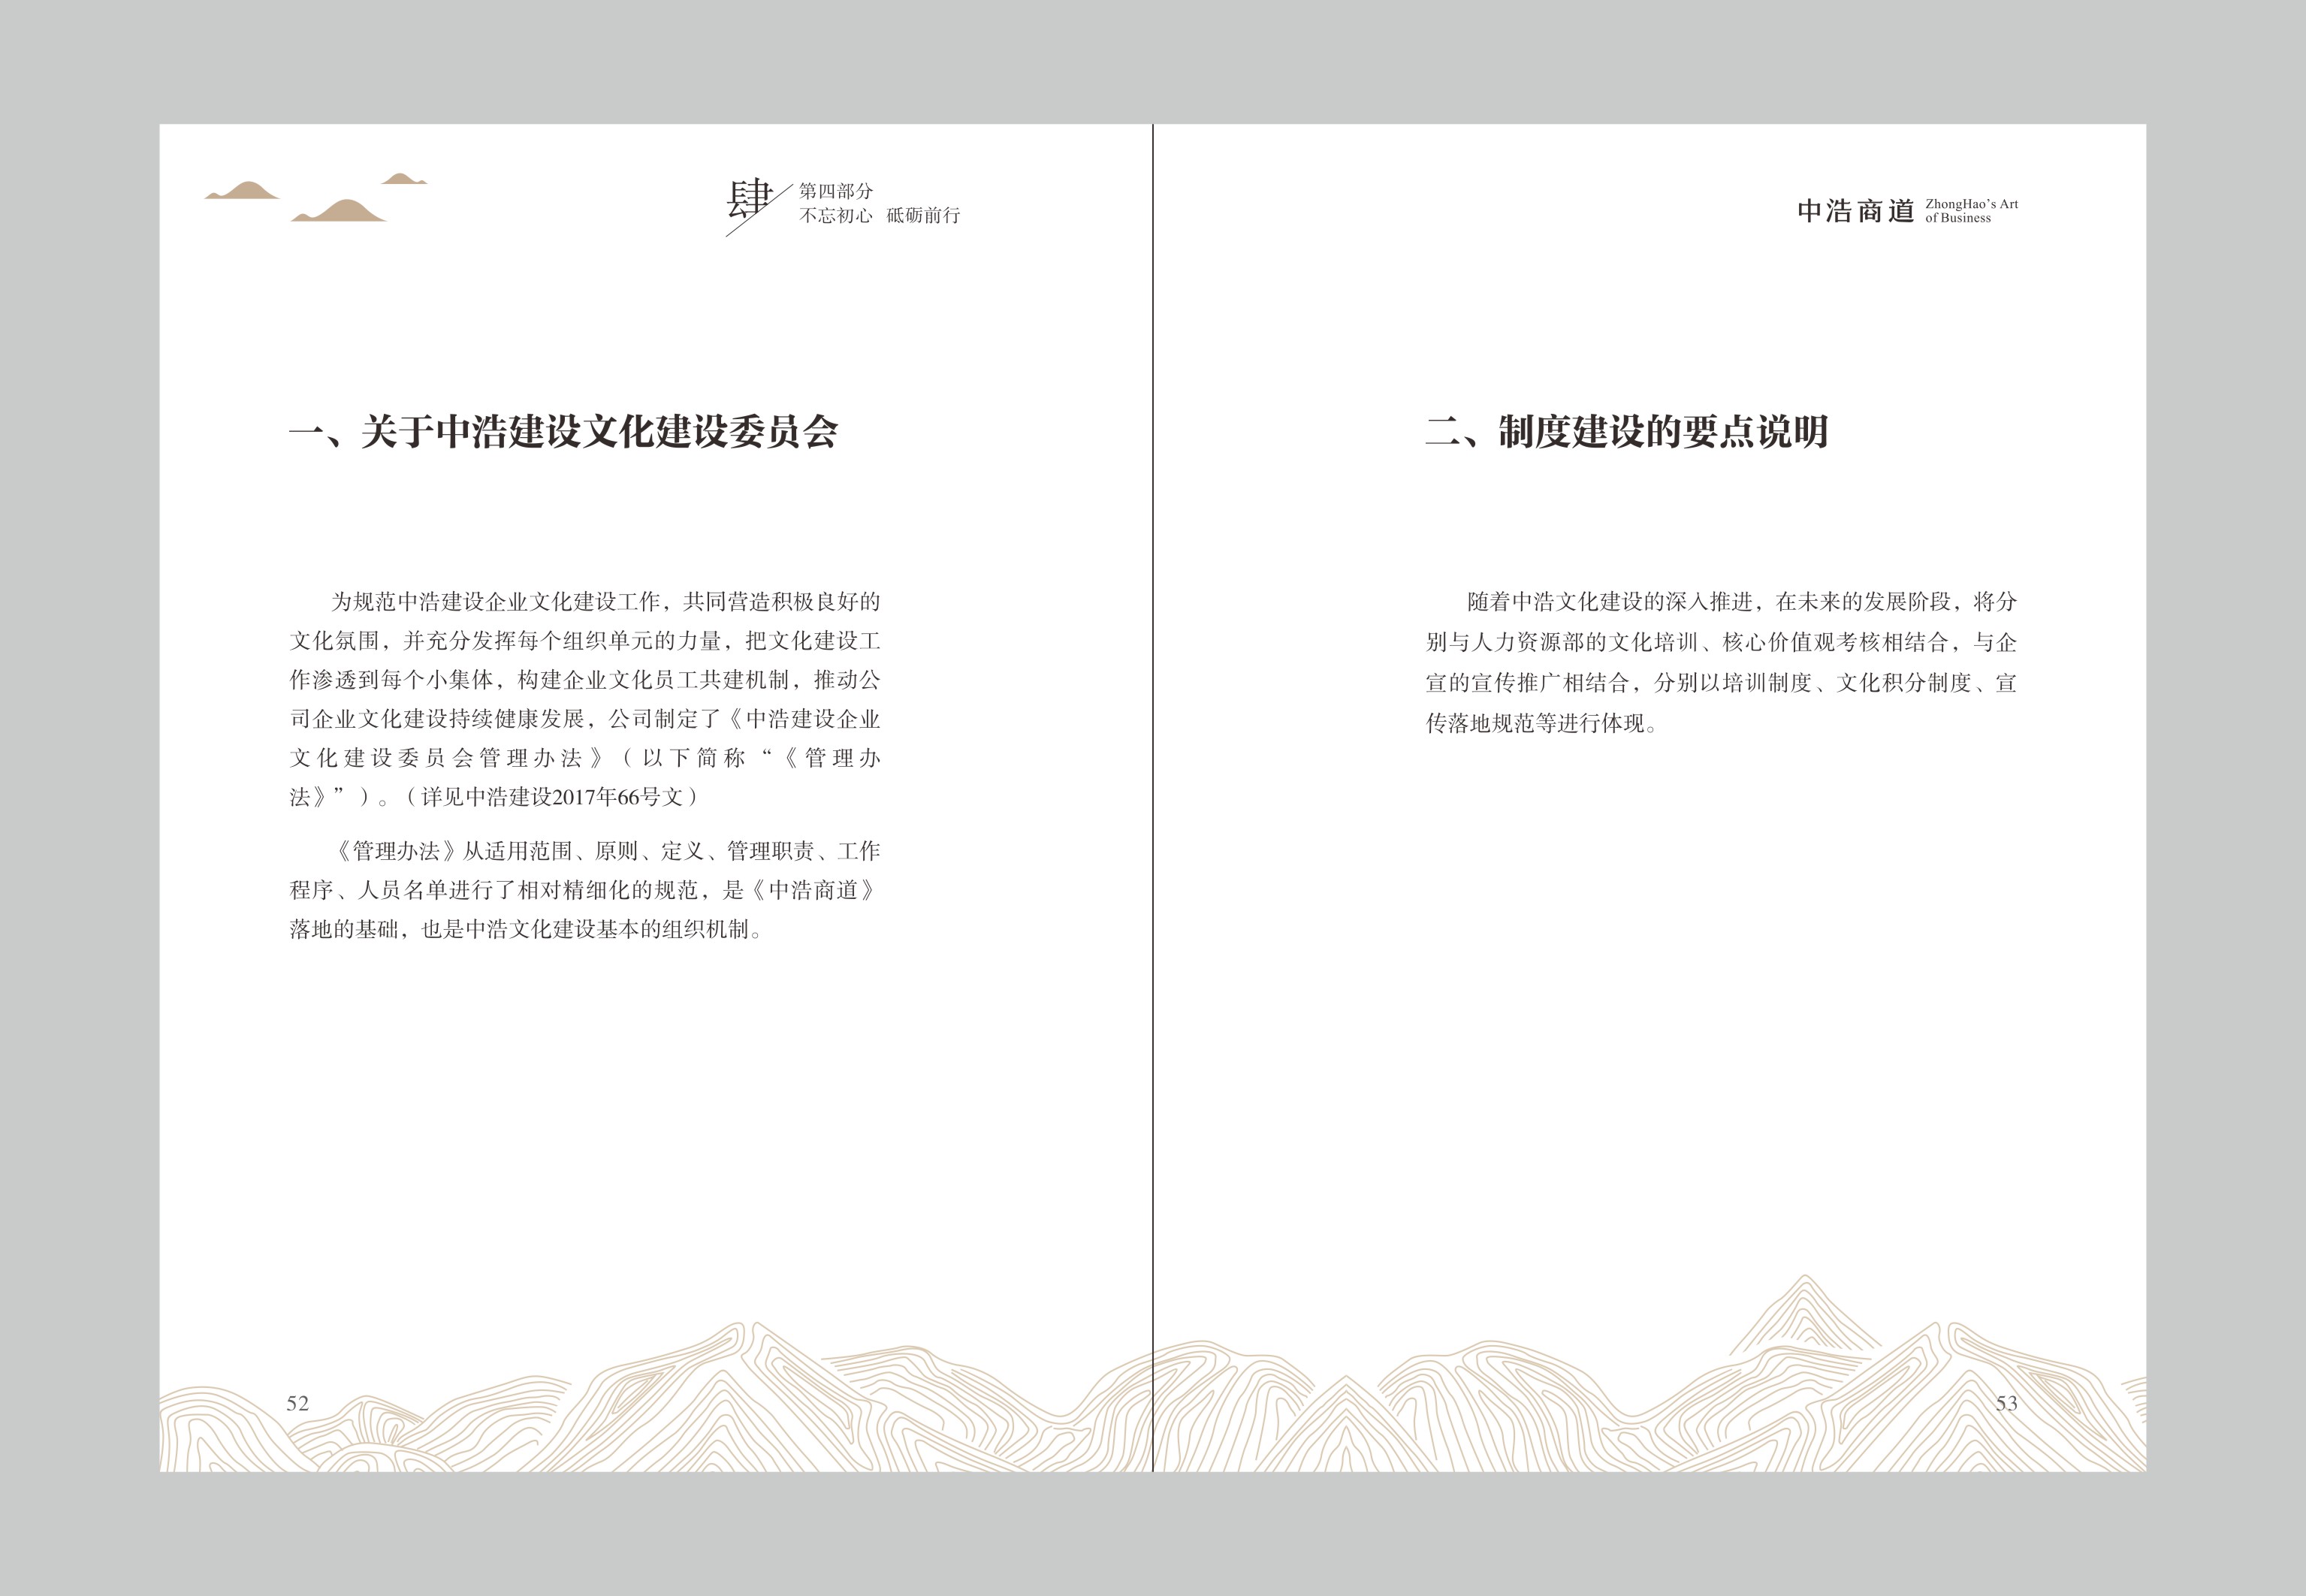 肆
第四部分
不忘初心 砥砺前行
一、关于中浩建设文化建设委员会
为规范中浩建设企业文化建设工作，共同营造积极良好的
文化氛围，并充分发挥每个组织单元的力量，把文化建设工
作渗透到每个小集体，构建企业文化员工共建机制，推动公
司企业文化建设持续健康发展，公司制定了《中浩建设企业
文化建设委员会管理办法》（以下简称“《管理办
法》”）。（详见中浩建设2017年66号文）
《管理办法》从适用范围、原则、定义、管理职责、工作
程序、人员名单进行了相对精细化的规范，是《中浩商道》
落地的基础，也是中浩文化建设基本的组织机制。
52
中浩商道
ZhongHao's Art
of Business
二、制度建设的要点说明
随着中浩文化建设的深入推进，在未来的发展阶段，将分
别与人力资源部的文化培训、核心价值观考核相结合，与企
宣的宣传推广相结合，分别以培训制度、文化积分制度、宣
传落地规范等进行体现。
53